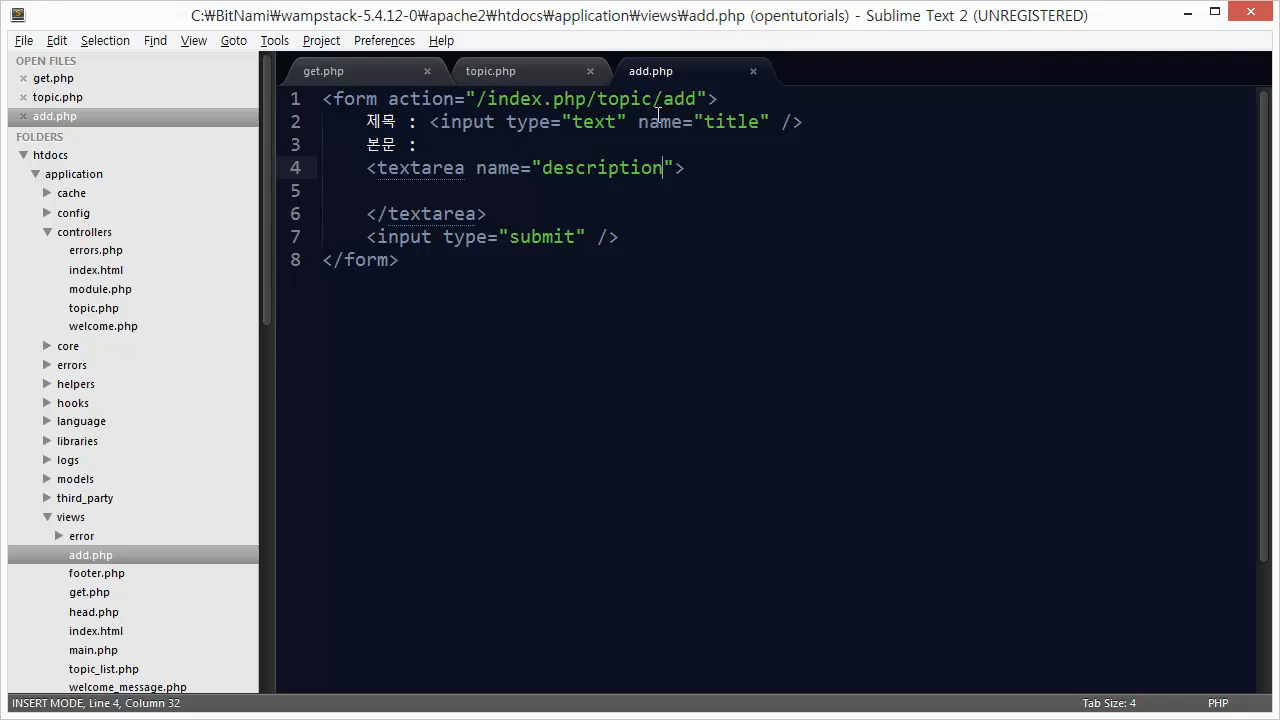 C:₩BitNami₩wampstack-5.4.12-0₩apache2₩htdocs₩application₩views₩add.php (opentutorials) - Sublime Text 2 (UNREGISTERED)
File Edit Selection Find View Goto Tools Project Preferences Help
OPEN FILES
get.php
topic.php
add.php
FOLDERS
htdocs
application
cache
config
controllers
errors.php
index.html
module.php
topic.php
welcome.php
core
errors
helpers
hooks
language
libraries
logs
models
third_party
views
error
add.php
footer.php
get.php
head.php
index.html
main.php
topic_list.php
welcome_message.php
get.php topic.php add.php
1 <form action="/index.php/topic/add">
2 제목 : <input type="text" name="title" />
3 본문 :
4 <textarea name="description">
5
6 </textarea>
7 <input type="submit" />
8 </form>
INSERT MODE, Line 4, Column 32 Tab Size: 4 PHP